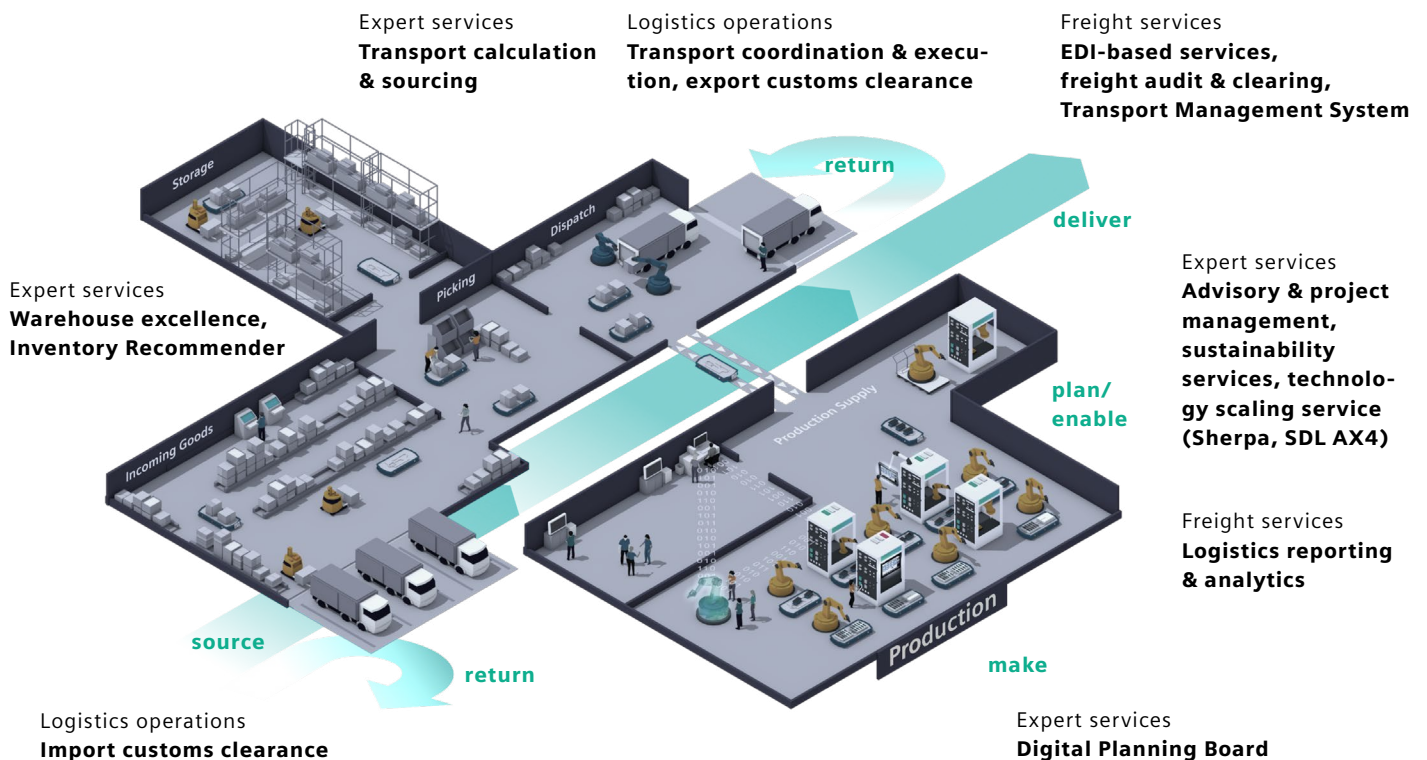 Expert services
Transport calculation
& sourcing
Logistics operations
Transport coordination & execu-
tion, export customs clearance
Freight services
EDI-based services,
freight audit & clearing,
Transport Management System
Storage
Dispatch
return
deliver
Picking
Expert services
Warehouse excellence,
Inventory Recommender
Expert services
Advisory & project
management,
sustainability
services, technolo-
gy scaling service
(Sherpa, SDL AX4)
plan/
enable
Production Supply
Incoming Goods
Freight services
Logistics reporting
& analytics
Production
source
return
make
Logistics operations
Import customs clearance
Expert services
Digital Planning Board